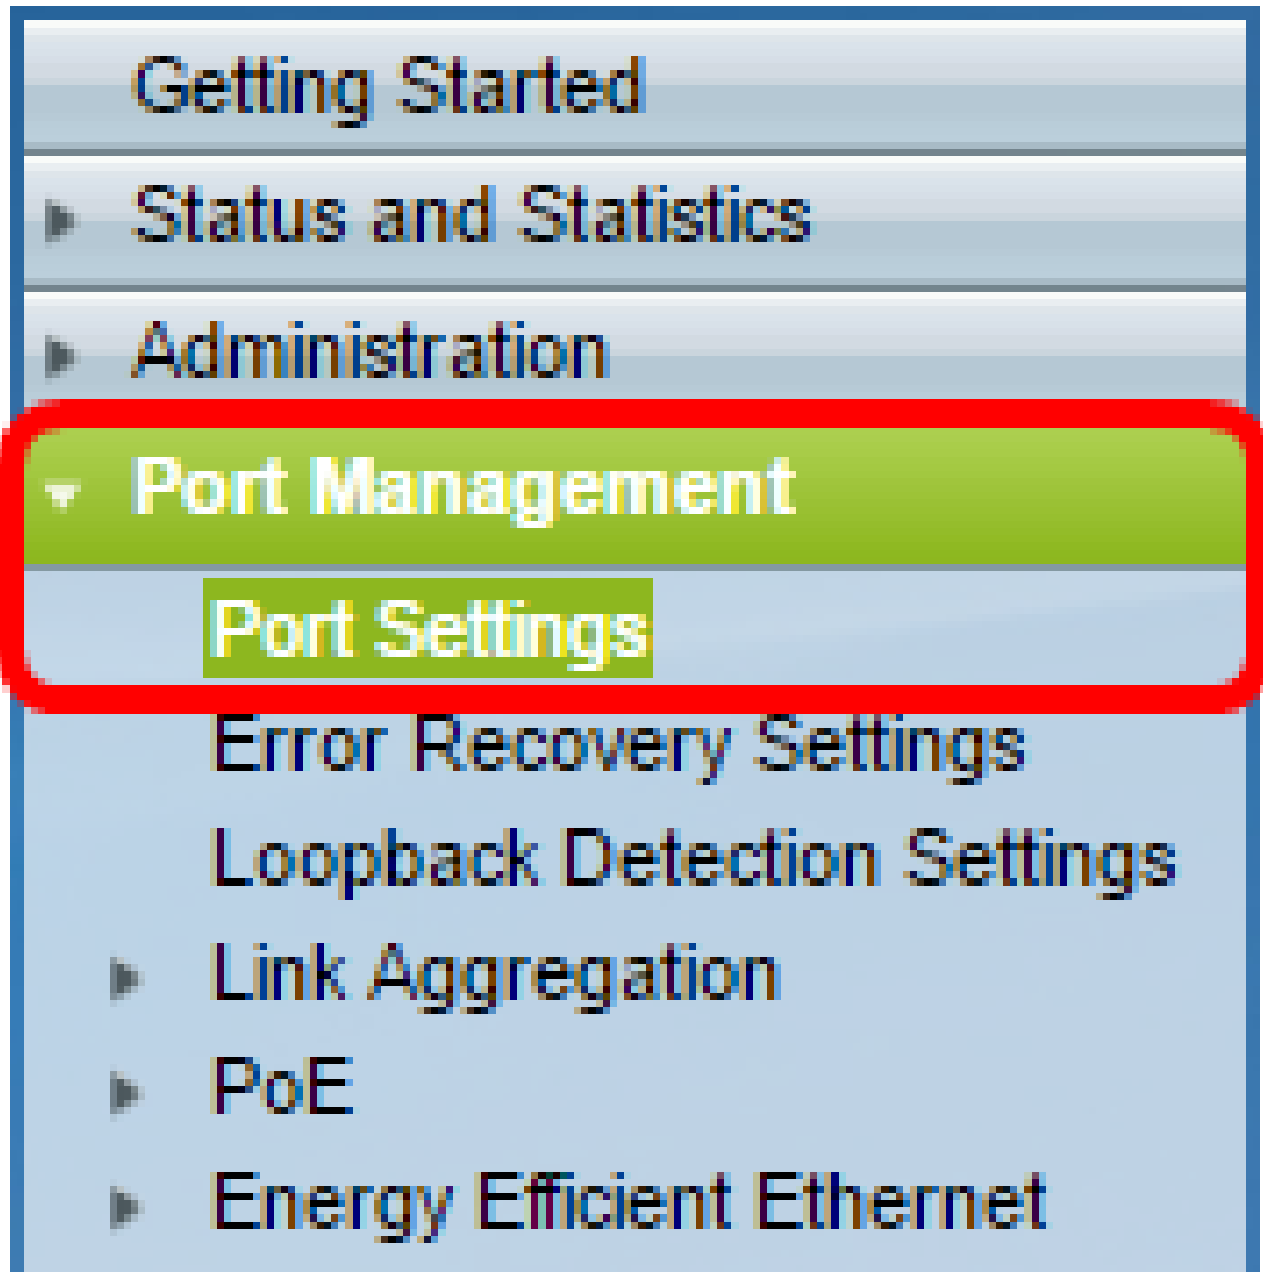 Getting Started
Status and Statistics
Administration
Port Management
Port Settings
Error Recovery Settings
Loopback Detection Settings
Link Aggregation
PoE
Energy Efficient Ethernet